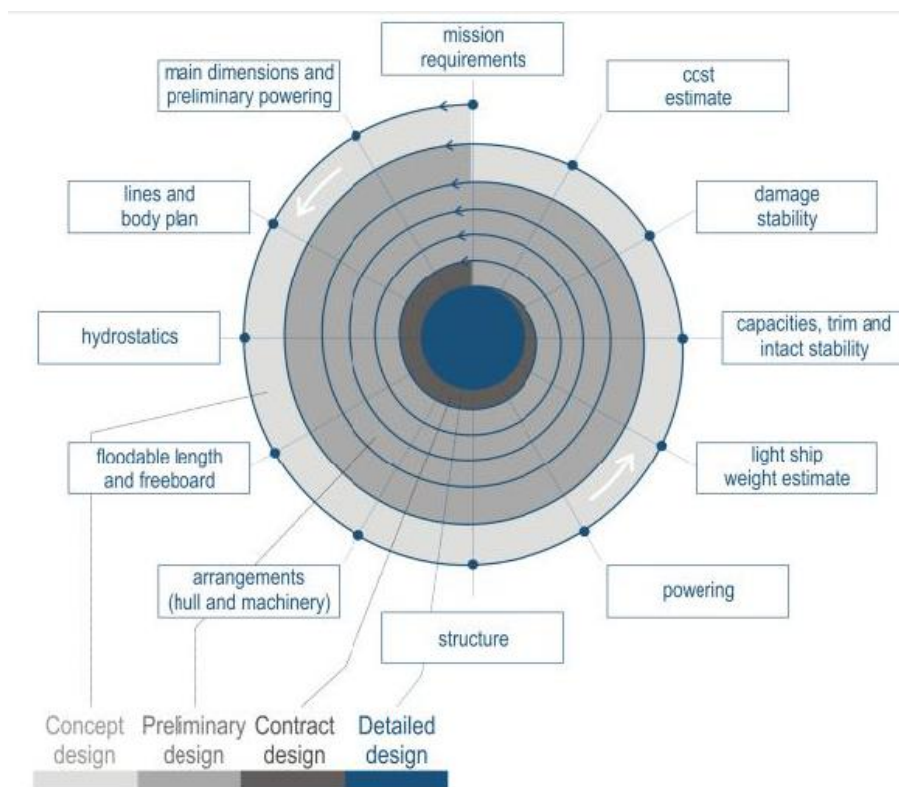 mission
requirements
main dimensions and
preliminary powering
ccst
estimate
lines and
body plan
damage
stability
hydrostatics
capacities, trim and
intact stability
floodable length
and freeboard
light ship
weight estimate
arrangements
(hull and machinery)
powering
structure
Concept
design
Preliminary
design
Contract
design
Detailed
design